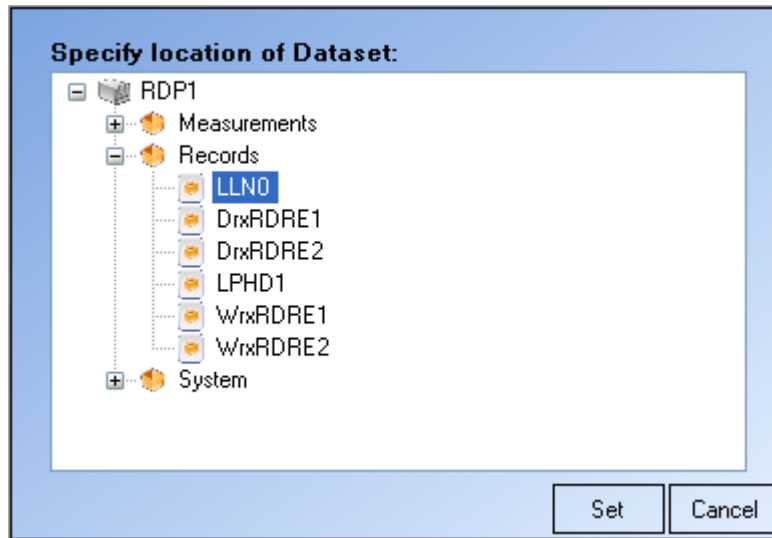 Specify location of Dataset:
RDP1
Measurements
Records
LLN0
DrxRDRE1
DrxRDRE2
LPHD1
WrxRDRE1
WrxRDRE2
System
Set Cancel